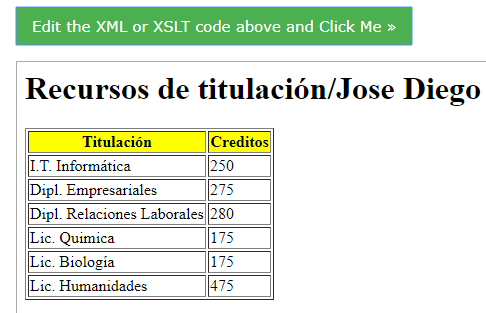 Edit the XML or XSLT code above and Click Me »
Recursos de titulación/Jose Diego
Titulación Creditos
I.T. Informática 250
Dipl. Empresariales 275
Dipl. Relaciones Laborales 280
Lic. Quimica 175
Lic. Biología 175
Lic. Humanidades 475